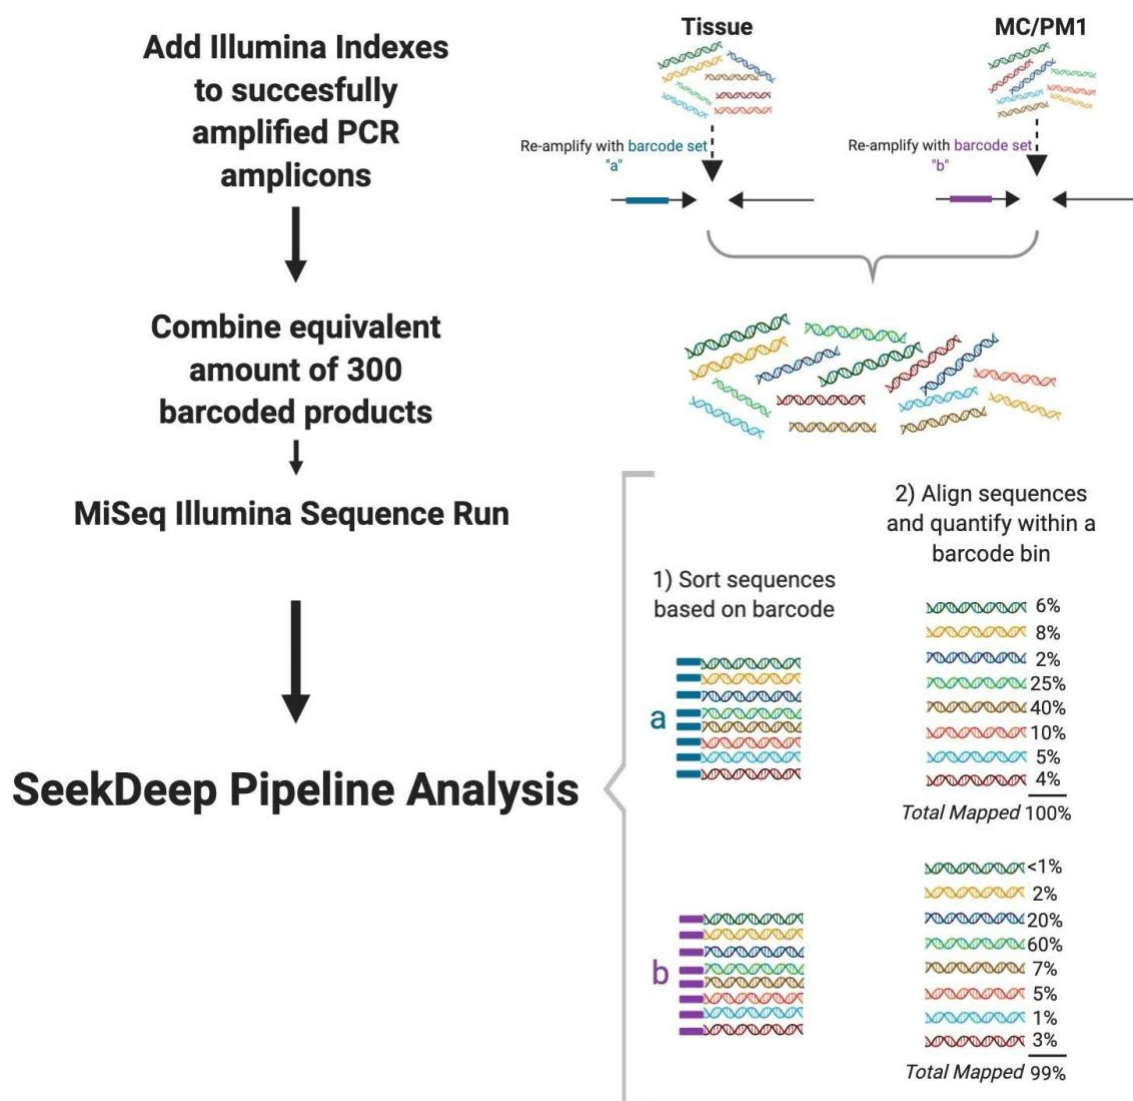 Add Illumina Indexes
to succesfully
amplified PCR
amplicons
Combine equivalent
amount of 300
barcoded products
MiSeq Illumina Sequence Run
SeekDeep Pipeline Analysis
Tissue
MC/PM1
Re-amplify with barcode set
"a"
Re-amplify with barcode set
"b"
1) Sort sequences
based on barcode
a
b
2) Align sequences
and quantify within a
barcode bin
6%
8%
2%
25%
40%
10%
5%
4%
Total Mapped 100%
<1%
2%
20%
60%
7%
5%
1%
3%
Total Mapped 99%